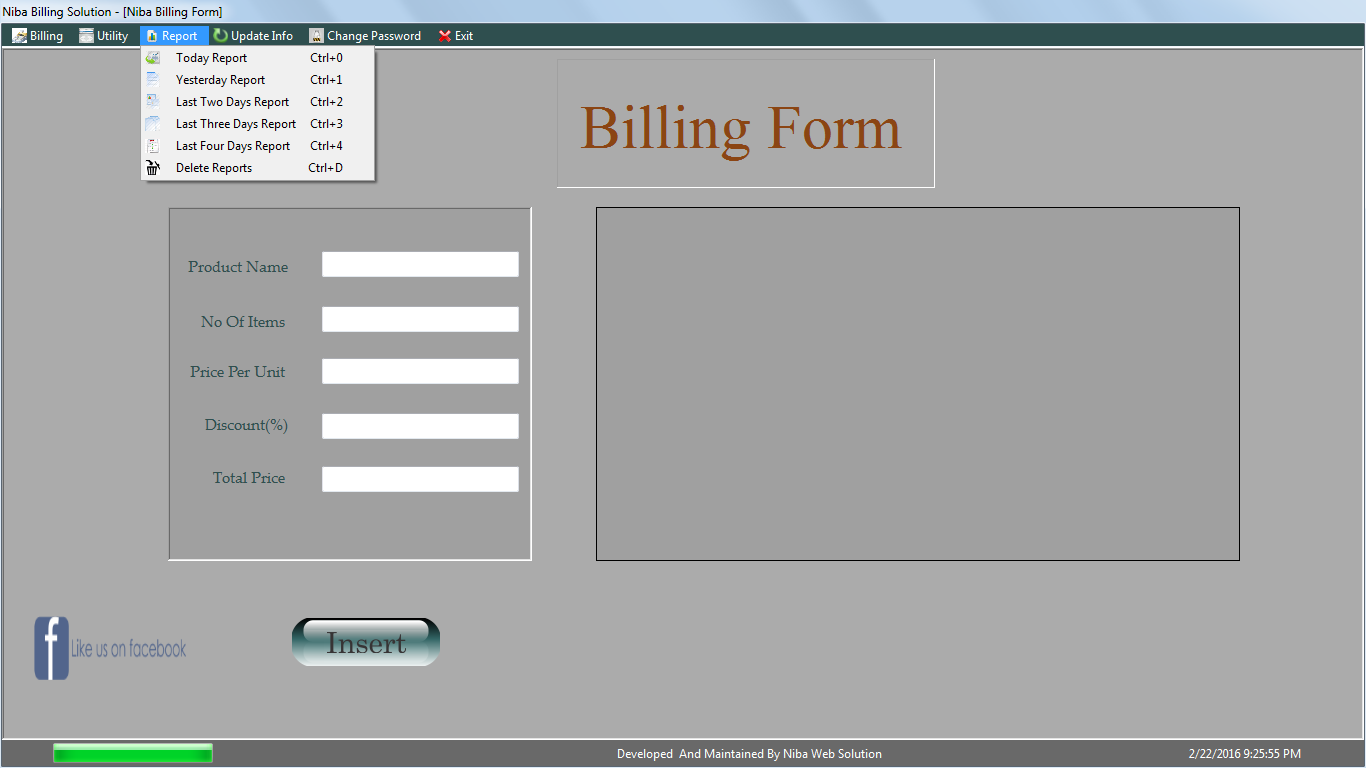 Niba Billing Solution - [Niba Billing Form]
Billing Utility Report Update Info Change Password Exit
Today Report Ctrl+0
Yesterday Report Ctrl+1
Last Two Days Report Ctrl+2
Last Three Days Report Ctrl+3
Last Four Days Report Ctrl+4
Delete Reports Ctrl+D
Billing Form
Product Name
No Of Items
Price Per Unit
Discount(%)
Total Price
f Like us on facebook
Insert
Developed And Maintained By Niba Web Solution 2/22/2016 9:25:55 PM